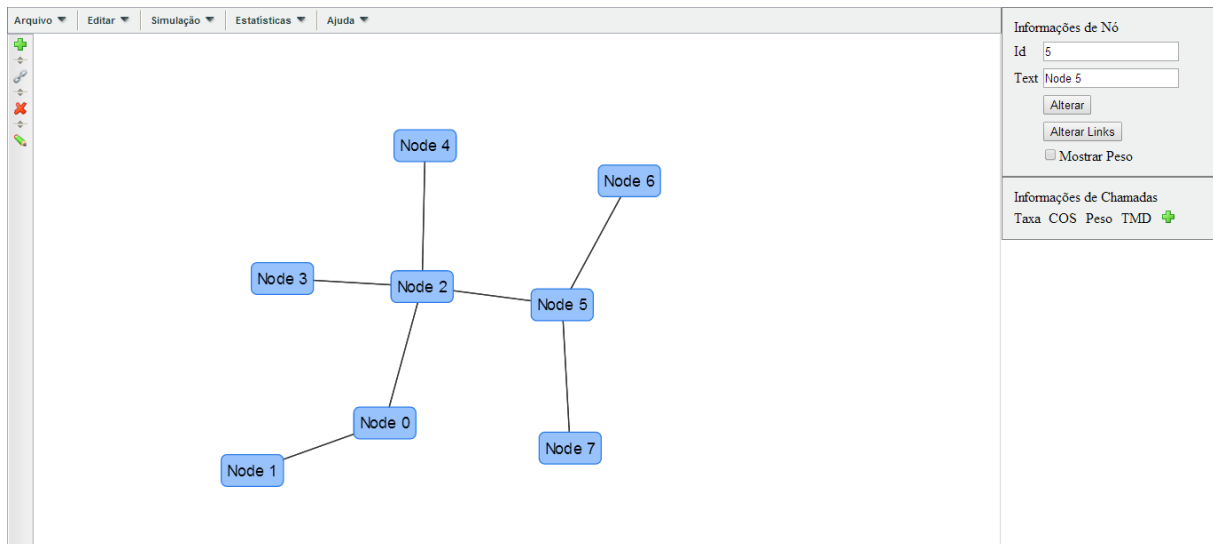 Arquivo Editar Simulação Estatísticas Ajuda
Informações de Nó
Id 5
Text Node 5
Alterar
Alterar Links
Mostrar Peso
Informações de Chamadas
Taxa COS Peso TMD
Node 4
Node 6
Node 3
Node 2
Node 5
Node 0
Node 7
Node 1